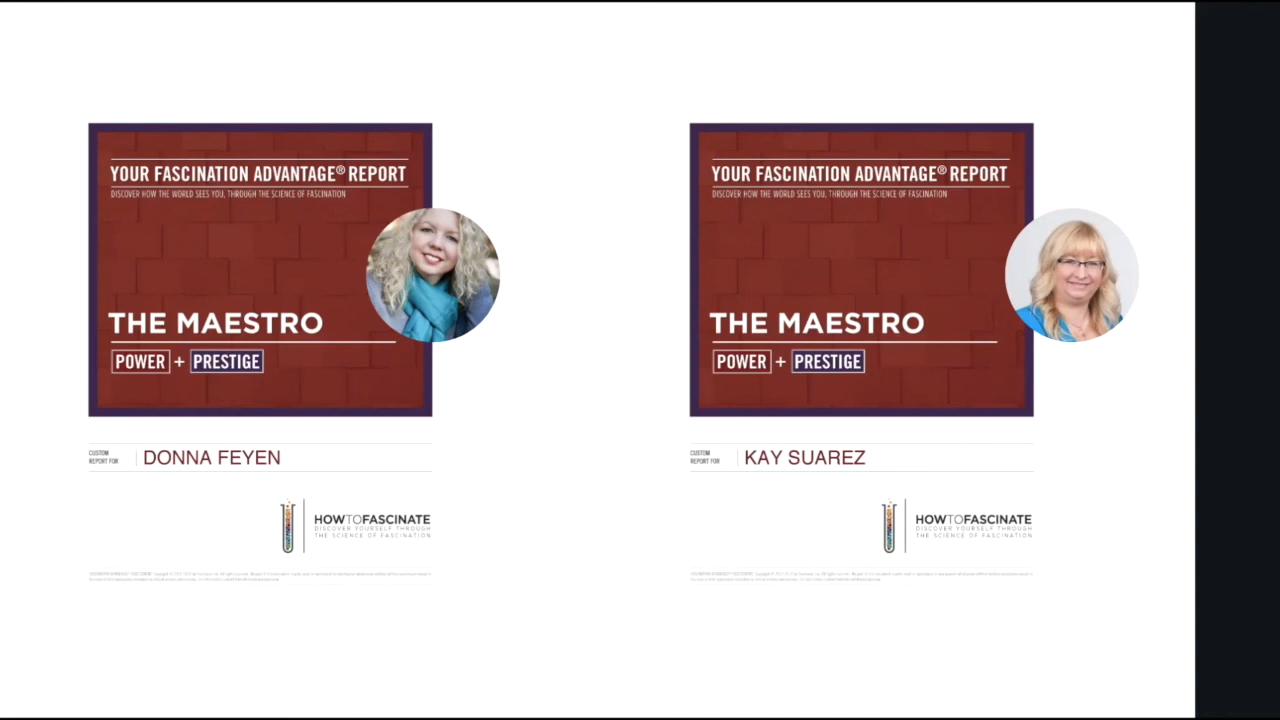 YOUR FASCINATION ADVANTAGE® REPORT
DISCOVER HOW THE WORLD SEES YOU, THROUGH THE SCIENCE OF FASCINATION
THE MAESTRO
POWER + PRESTIGE
CUSTOM
REPORT FOR
DONNA FEYEN
HOWTOFASCINATE
DISCOVER YOURSELF THROUGH
THE SCIENCE OF FASCINATION
YOUR FASCINATION ADVANTAGE® REPORT
DISCOVER HOW THE WORLD SEES YOU, THROUGH THE SCIENCE OF FASCINATION
THE MAESTRO
POWER + PRESTIGE
CUSTOM
REPORT FOR
KAY SUAREZ
HOWTOFASCINATE
DISCOVER YOURSELF THROUGH
THE SCIENCE OF FASCINATION